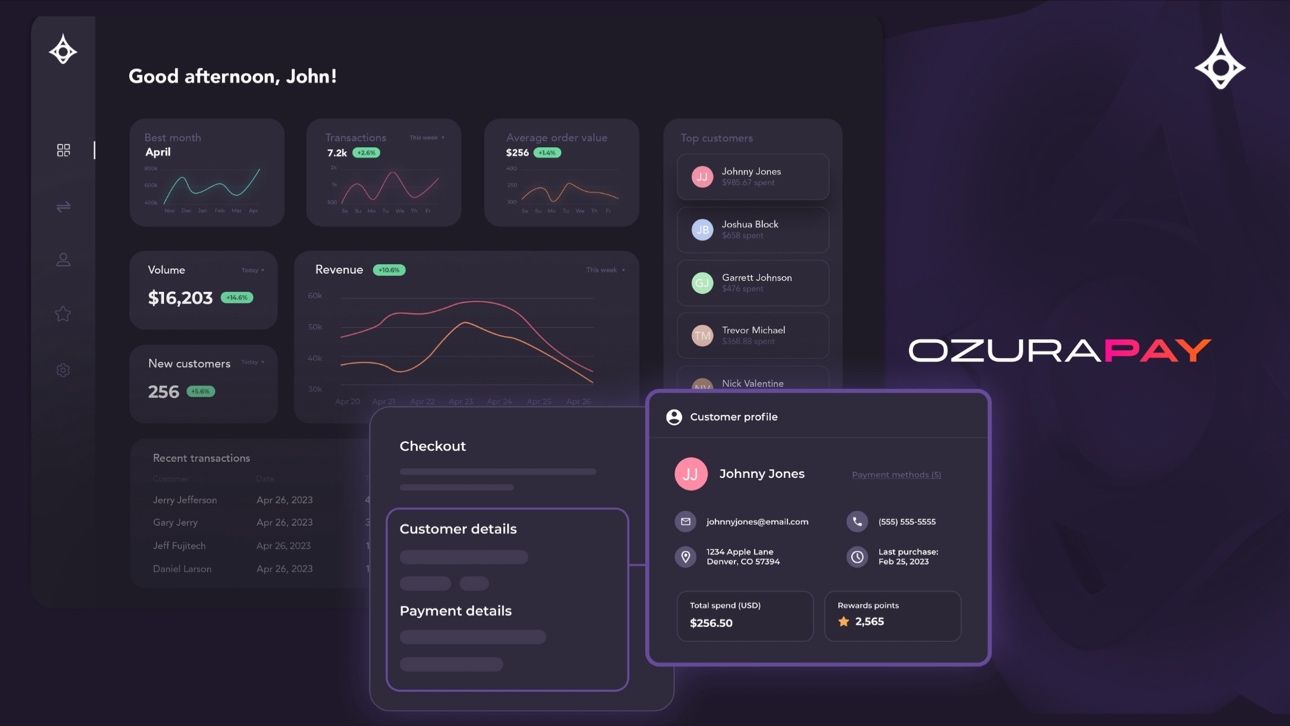 Good afternoon, John!
Best month
April
800k
600k
400k
Nov Dec Jan Feb Mar Apr
Transactions
This week
7.2k +2.6%
1k
500
Sa Su Mo Tu We Th Fr
Average order value
$256 +1.4%
Sa Su Mo Tu We Th Fr
Top customers
JJ
Johnny Jones
$985.67 spent
JB
Joshua Block
$658 spent
GJ
Garrett Johnson
$476 spent
TM
Trevor Michael
$368.88 spent
NV
Nick Valentine
Volume
Today
$16,203 +14.6%
New customers
Today
256 +5.6%
Revenue +10.6%
This week
60k
50k
40k
30k
Apr 20 Apr 21 Apr 22 Apr 23 Apr 24 Apr 25 Apr 26
Recent transactions
Customer Date
Jerry Jefferson Apr 26, 2023
Gary Jerry Apr 26, 2023
Jeff Fujitech Apr 26, 2023
Daniel Larson Apr 26, 2023
Checkout
Customer details
Payment details
Customer profile
JJ
Johnny Jones
Payment methods (5)
johnnyjones@email.com
(555) 555-5555
1234 Apple Lane
Denver, CO 57394
Last purchase:
Feb 25, 2023
Total spend (USD)
$256.50
Rewards points
2,565
OZURAPAY